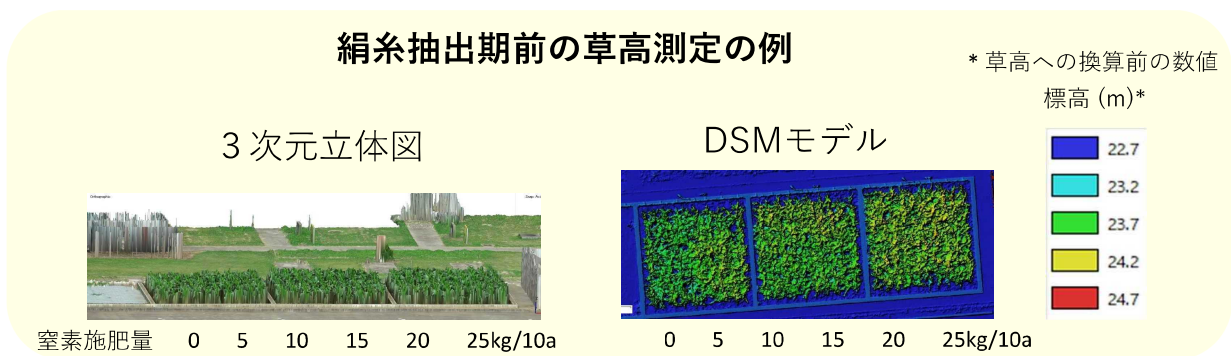 絹糸抽出期前の草高測定の例
* 草高への換算前の数値
標高 (m)*
3次元立体図
DSMモデル
22.7
23.2
23.7
24.2
24.7
Orthographic
窒素施肥量 0 5 10 15 20 25kg/10a
0 5 10 15 20 25kg/10a